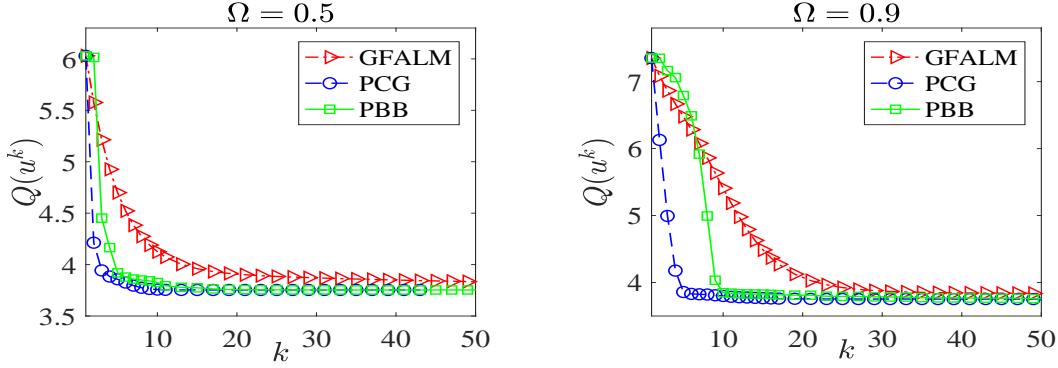 Ω = 0.5
Q(u^k)
6
5.5
5
4.5
4
3.5
GFALM
PCG
PBB
10 20 30 40 50
k
Ω = 0.9
Q(u^k)
7
6
5
4
GFALM
PCG
PBB
10 20 30 40 50
k